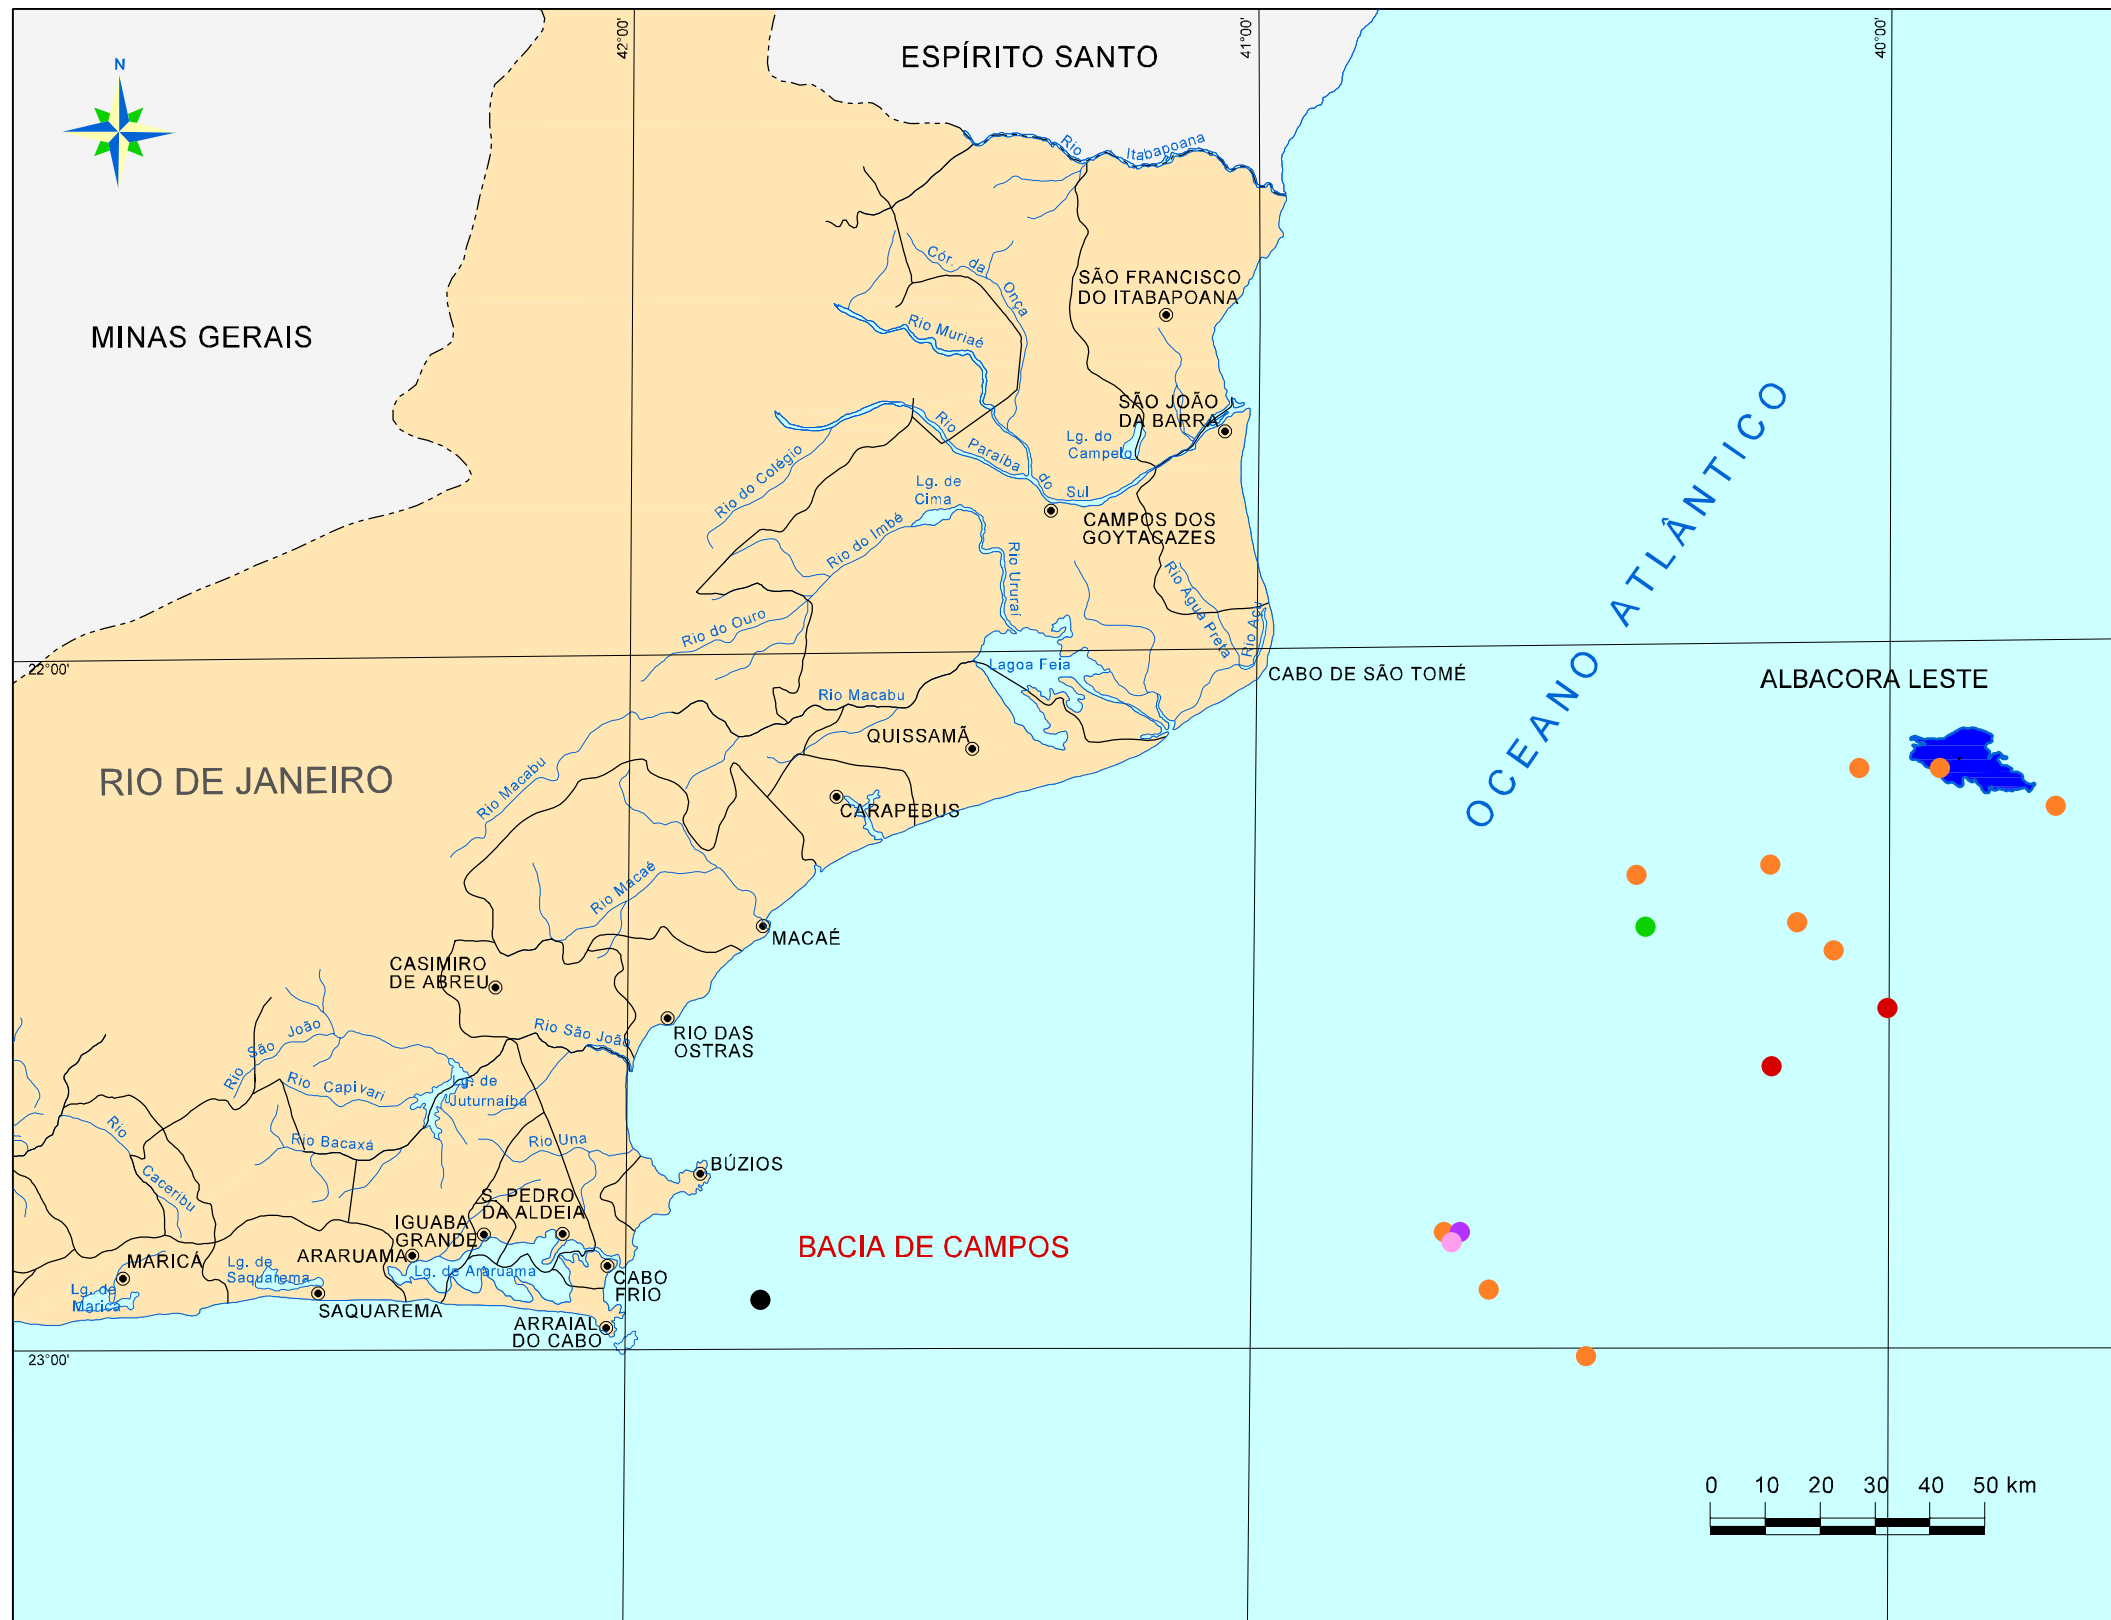 42°00'
41°00'
40°00'
N
ESPÍRITO SANTO
Rio Itabapoana
MINAS GERAIS
Cór. da Onça
SÃO FRANCISCO
DO ITABAPOANA
Rio Muriaé
SÃO JOÃO
DA BARRA
Rio Paraíba do Sul
Lg. do
Campelo
Rio do Colégio
Lg. de
Cima
CAMPOS DOS
GOYTACAZES
Rio do Imbé
Rio Ururaí
Rio Agua Preta
Rio Açú
Rio do Ouro
OCEANO ATLÂNTICO
22°00'
Lagoa Feia
CABO DE SÃO TOMÉ
ALBACORA LESTE
Rio Macabu
QUISSAMÃ
RIO DE JANEIRO
Rio Macabu
CARAPEBUS
Rio Macaé
MACAÉ
CASIMIRO
DE ABREU
RIO DAS
OSTRAS
Rio São João
Rio São João
Rio Capivari
Lg. de
Juturnaíba
Rio Bacaxá
Rio Una
Rio Caceribu
BÚZIOS
S. PEDRO
DA ALDEIA
IGUABA
GRANDE
ARARUAMA
BACIA DE CAMPOS
MARICÁ
Lg. de
Saquarema
Lg. de Araruama
CABO
FRIO
Lg. de
Maricá
SAQUAREMA
ARRAIAL
DO CABO
23°00'
0 10 20 30 40 50 km